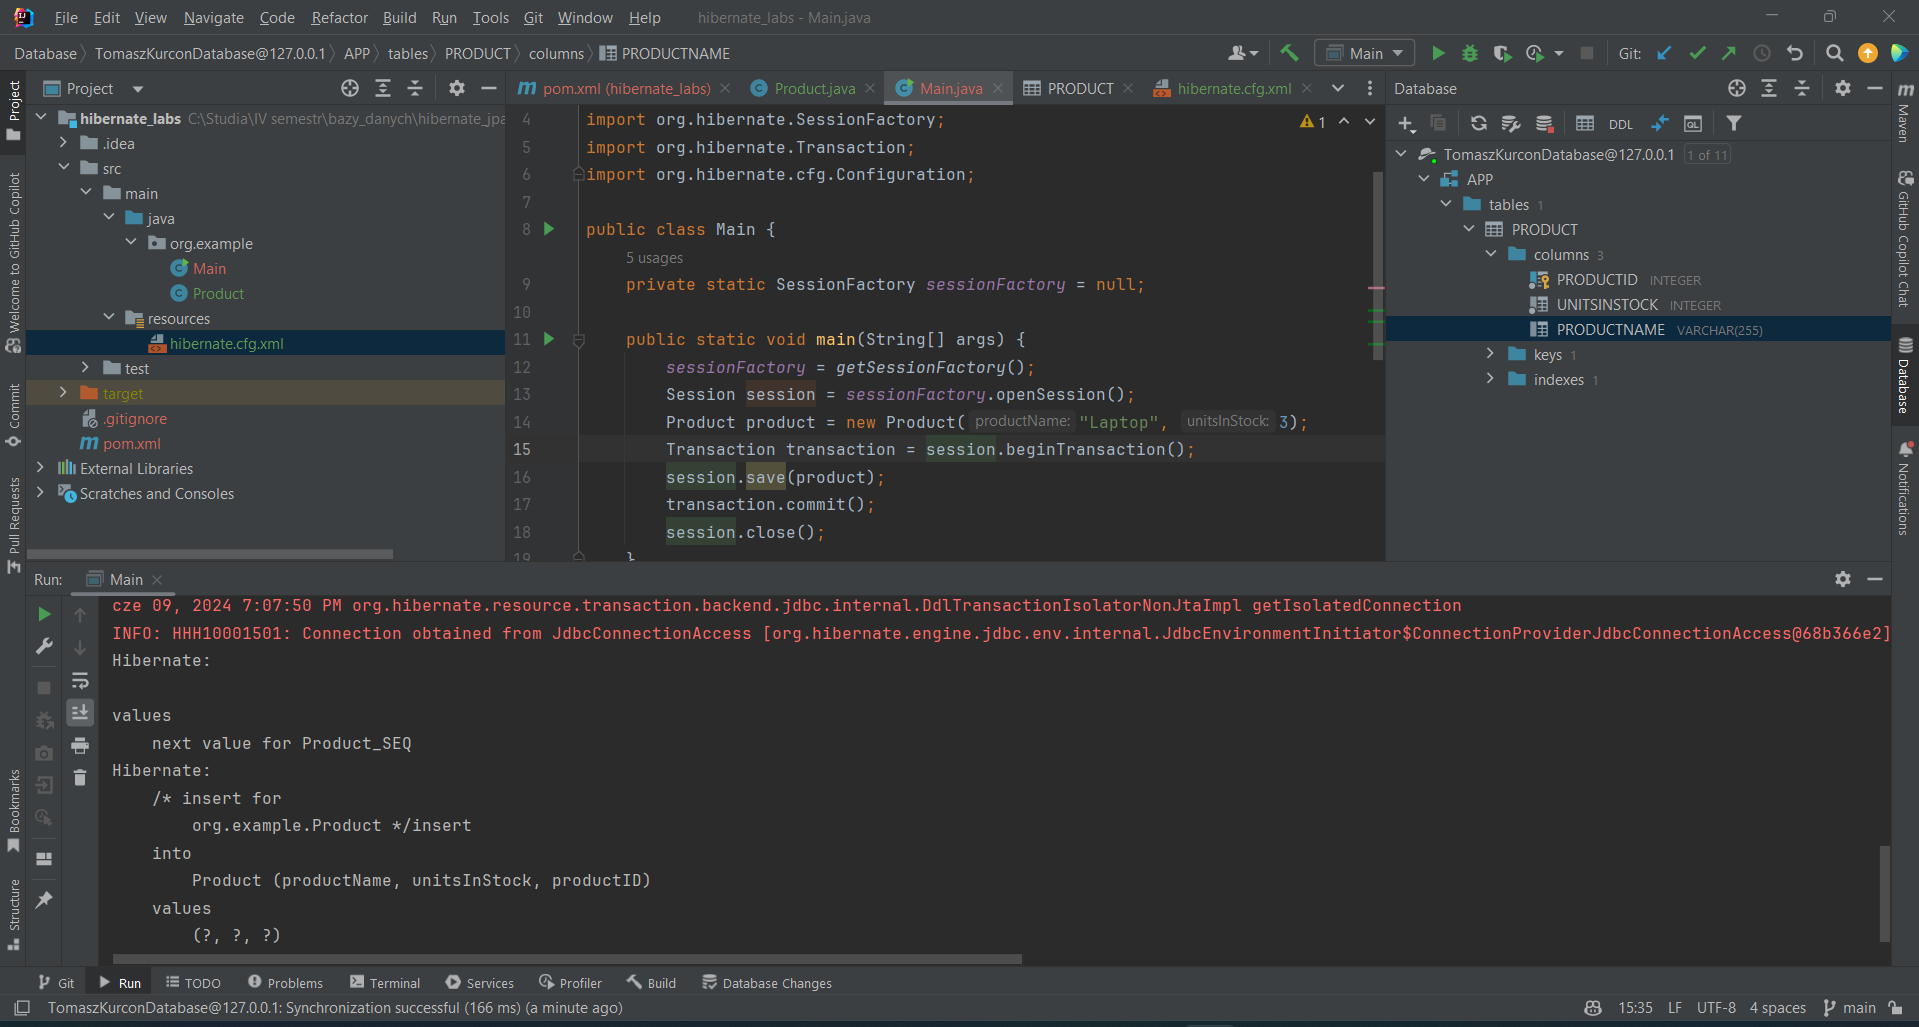 File Edit View Navigate Code Refactor Build Run Tools Git Window Help hibernate_labs - Main.java
Database TomaszKurconDatabase@127.0.0.1 APP tables PRODUCT columns PRODUCTNAME Main Git:
Project
pom.xml (hibernate_labs) Product.java Main.java PRODUCT hibernate.cfg.xml
Database
DDL QL
Project
Welcome to GitHub Copilot
Commit
Pull Requests
Bookmarks
Structure
hibernate_labs C:\Studia\IV semestr\bazy_danych\hibernate_jpa
.idea
src
main
java
org.example
Main
Product
resources
hibernate.cfg.xml
test
target
.gitignore
pom.xml
External Libraries
Scratches and Consoles
4 import org.hibernate.SessionFactory;
5 import org.hibernate.Transaction;
6 import org.hibernate.cfg.Configuration;
7
8 public class Main {
5 usages
9 private static SessionFactory sessionFactory = null;
10
11 public static void main(String[] args) {
12 sessionFactory = getSessionFactory();
13 Session session = sessionFactory.openSession();
14 Product product = new Product( productName: "Laptop", unitsInStock: 3);
15 Transaction transaction = session.beginTransaction();
16 session.save(product);
17 transaction.commit();
18 session.close();
19 }
1
TomaszKurconDatabase@127.0.0.1 1 of 11
APP
tables 1
PRODUCT
columns 3
PRODUCTID INTEGER
UNITSINSTOCK INTEGER
PRODUCTNAME VARCHAR(255)
keys 1
indexes 1
Maven
GitHub Copilot Chat
Database
Notifications
Run: Main
cze 09, 2024 7:07:50 PM org.hibernate.resource.transaction.backend.jdbc.internal.DdlTransactionIsolatorNonJtaImpl getIsolatedConnection
INFO: HHH10001501: Connection obtained from JdbcConnectionAccess [org.hibernate.engine.jdbc.env.internal.JdbcEnvironmentInitiator$ConnectionProviderJdbcConnectionAccess@68b366e2]
Hibernate:
values
next value for Product_SEQ
Hibernate:
/* insert for
org.example.Product */insert
into
Product (productName, unitsInStock, productID)
values
(?, ?, ?)
Git Run TODO Problems Terminal Services Profiler Build Database Changes
TomaszKurconDatabase@127.0.0.1: Synchronization successful (166 ms) (a minute ago) 15:35 LF UTF-8 4 spaces main